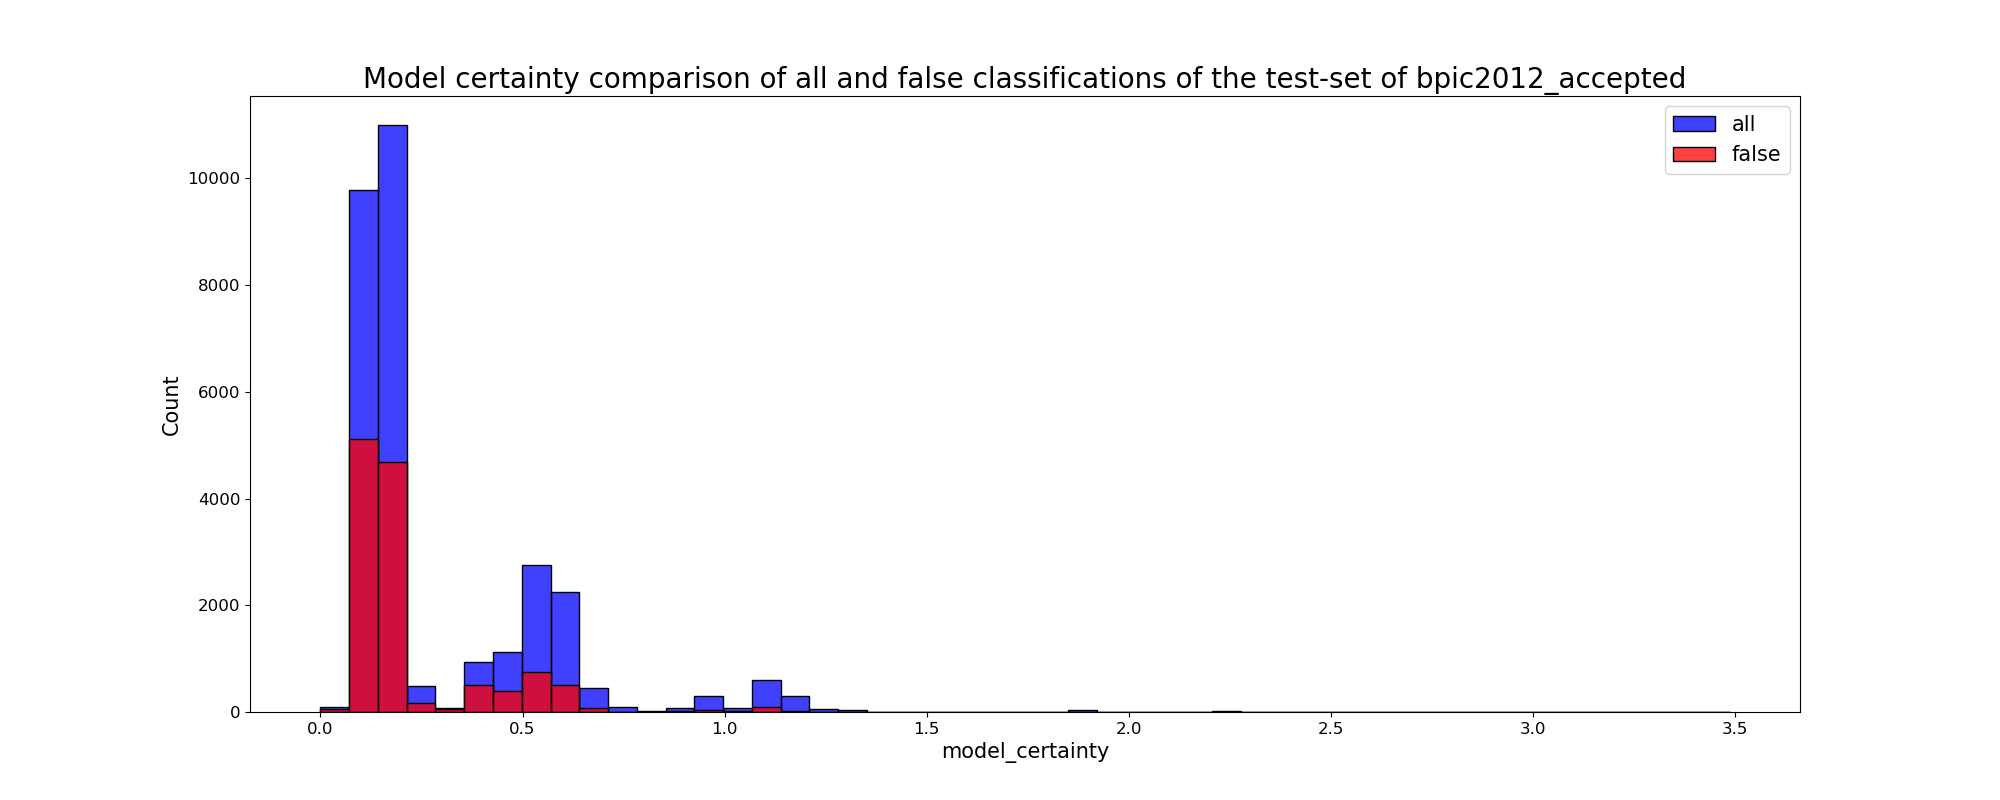 Model certainty comparison of all and false classifications of the test-set of bpic2012_accepted
all
false
10000
8000
6000
4000
2000
0
Count
0.0 0.5 1.0 1.5 2.0 2.5 3.0 3.5
model_certainty